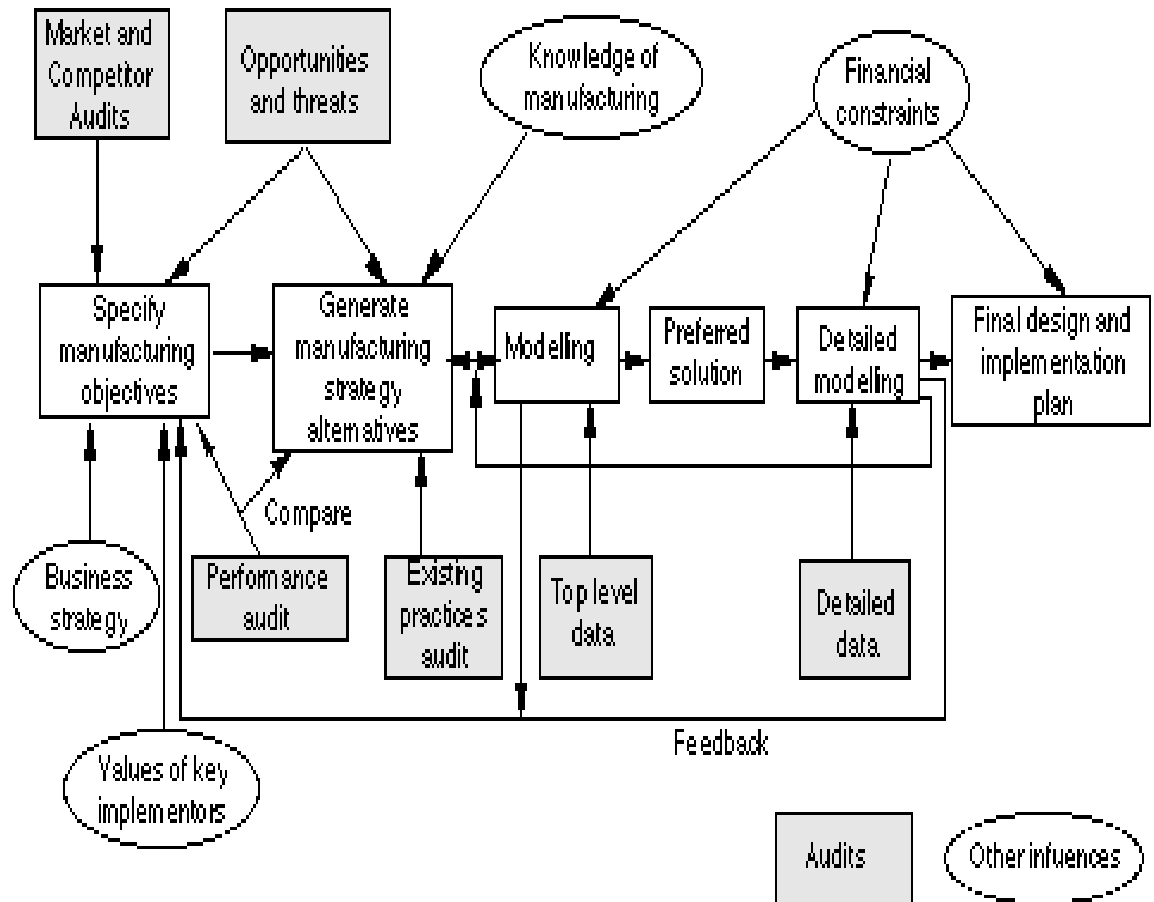 Market and
Competitor
Audits
Opportunities
and threats
Knowledge of
manufacturing
Financial
constraints
Specify
manufacturing
objectives
Generate
manufacturing
strategy
alternatives
Modelling
Preferred
solution
Detailed
modelling
Final design and
implementation
plan
Compare
Business
strategy
Performance
audit
Existing
practices
audit
Top level
data
Detailed
data
Feedback
Values of key
implementors
Audits
Other infuences